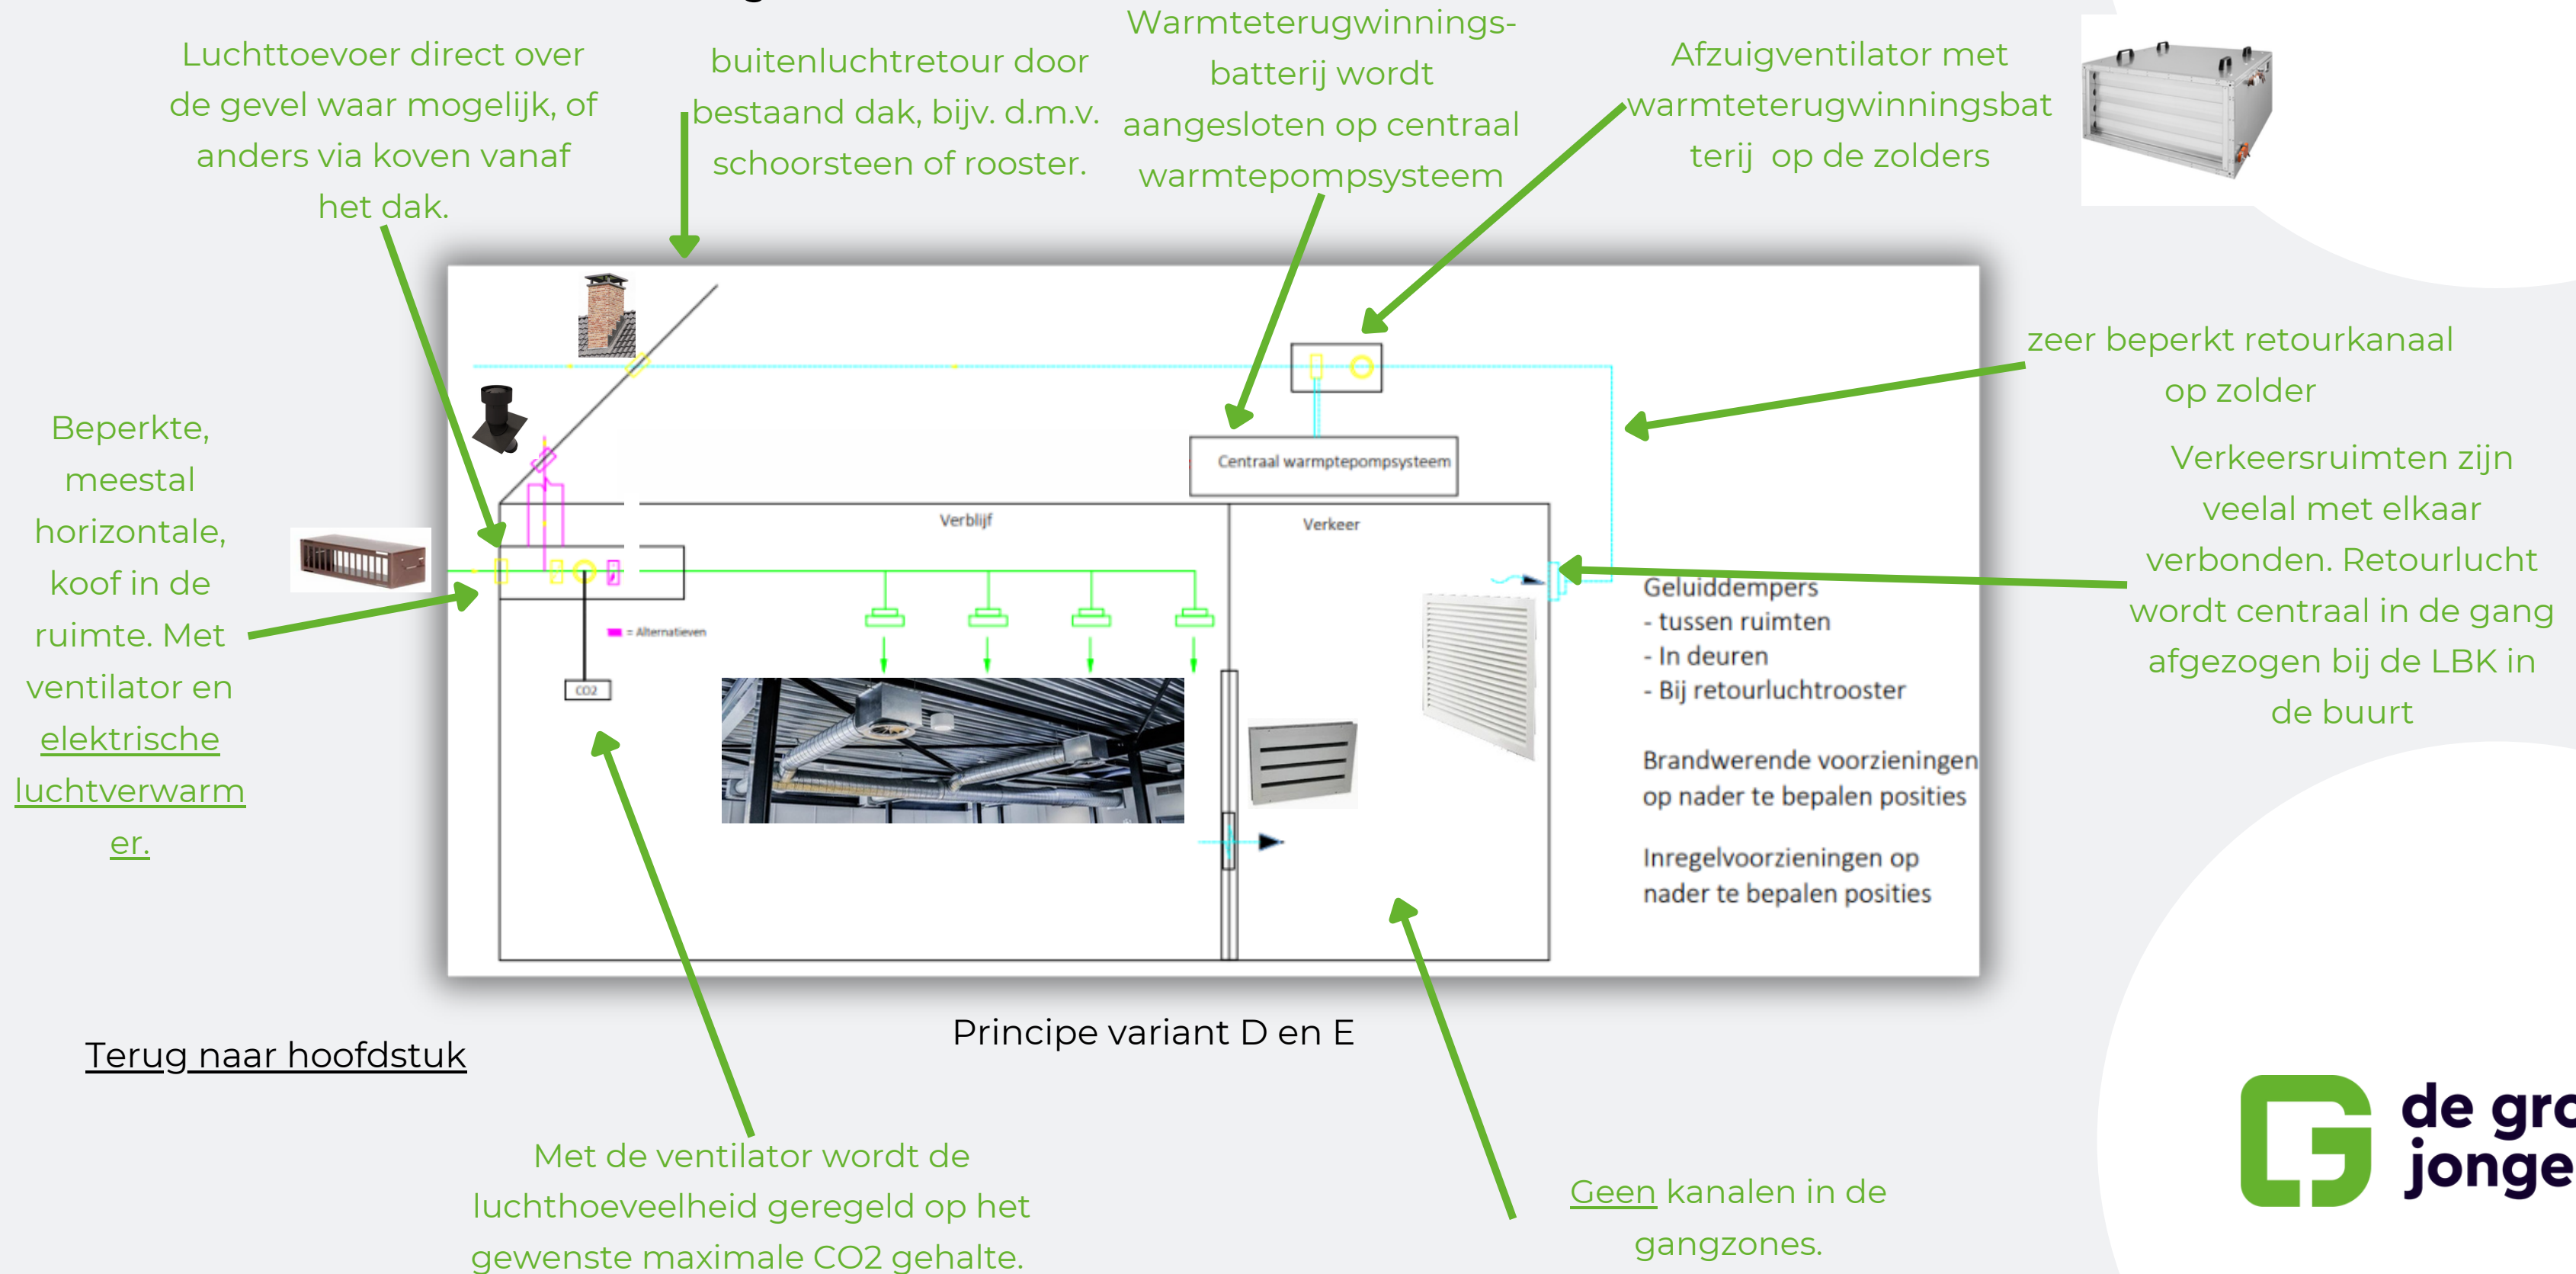 Luchttoevoer direct over
de gevel waar mogelijk, of
anders via koven vanaf
het dak.
buitenluchtretour door
bestaand dak, bijv. d.m.v.
schoorsteen of rooster.
Warmteterugwinnings-
batterij wordt
aangesloten op centraal
warmtepompsysteem
Afzuigventilator met
warmteterugwinningsbat
terij op de zolders
zeer beperkt retourkanaal
op zolder
Beperkte,
meestal
horizontale,
koof in de
ruimte. Met
ventilator en
elektrische
luchtverwarm
er.
Verkeersruimten zijn
veelal met elkaar
verbonden. Retourlucht
wordt centraal in de gang
afgezogen bij de LBK in
de buurt
Centraal warmptepompsysteem
Verblijf
Verkeer
= Alternatieven
CO2
Geluiddempers
- tussen ruimten
- In deuren
- Bij retourluchtrooster
Brandwerende voorzieningen
op nader te bepalen posities
Inregelvoorzieningen op
nader te bepalen posities
Principe variant D en E
Terug naar hoofdstuk
Met de ventilator wordt de
luchthoeveelheid geregeld op het
gewenste maximale CO2 gehalte.
Geen kanalen in de
gangzones.
de gro
jonge